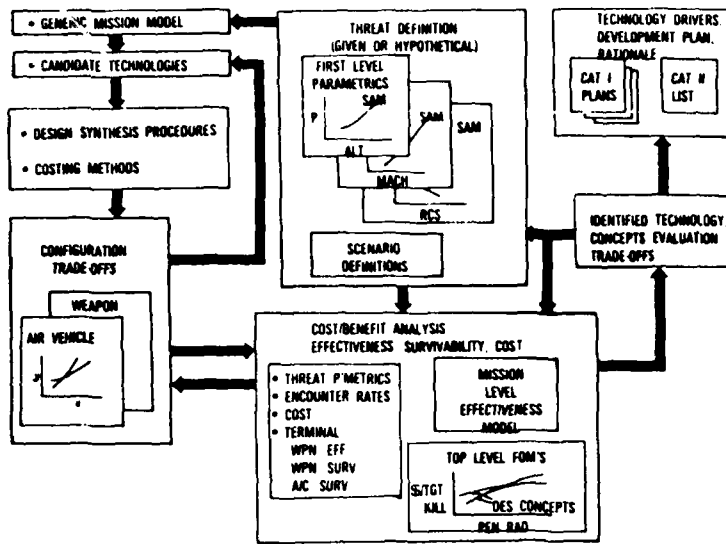 • GENERIC MISSION MODEL
• CANDIDATE TECHNOLOGIES
• DESIGN SYNTHESIS PROCEDURES
• COSTING METHODS
CONFIGURATION
TRADE-OFFS
WEAPON
AIR VEHICLE
THREAT DEFINITION
(GIVEN OR HYPOTHETICAL)
FIRST LEVEL
PARAMETRICS
SAM
P
ALT
SAM
MACH
SAM
RCS
SCENARIO
DEFINITIONS
TECHNOLOGY DRIVERS,
DEVELOPMENT PLAN,
RATIONALE
CAT I
PLANS
CAT II
LIST
IDENTIFIED TECHNOLOGY
CONCEPTS EVALUATION
TRADE-OFFS
COST/BENEFIT ANALYSIS
EFFECTIVENESS SURVIVABILITY, COST
• THREAT P'METRICS
• ENCOUNTER RATES
• COST
• TERMINAL
WPN EFF
WPN SURV
A/C SURV
MISSION
LEVEL
EFFECTIVENESS
MODEL
TOP LEVEL FOM'S
$/TGT
KILL
DES CONCEPTS
PEN RAD